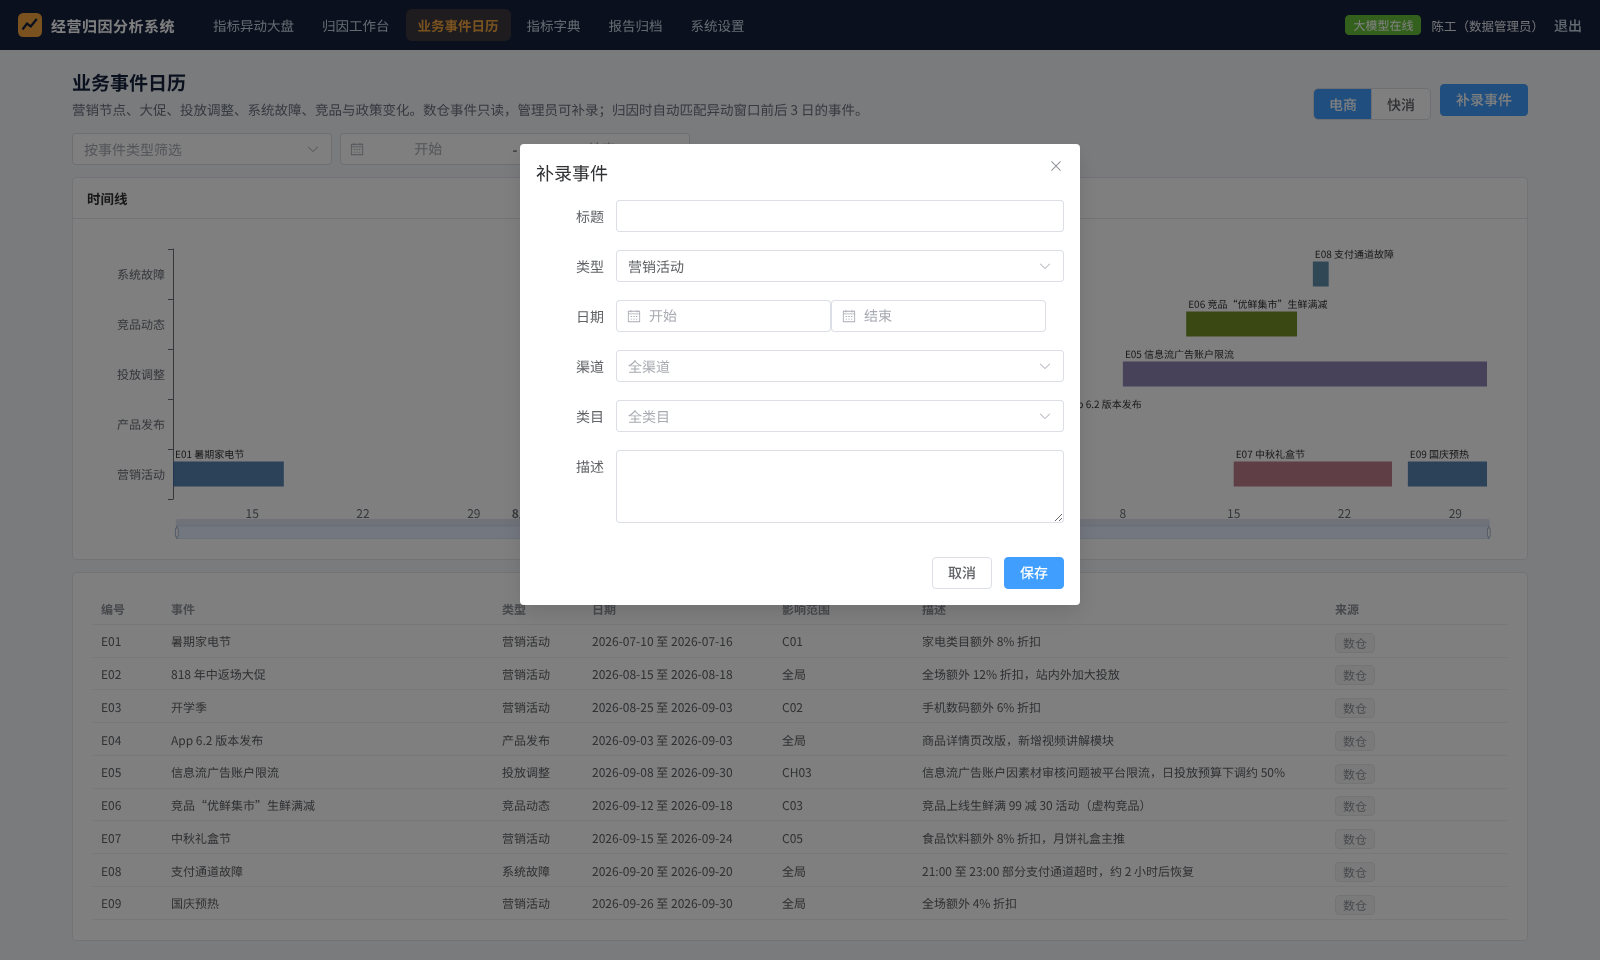 经营归因分析系统 指标异动大盘 归因工作台 业务事件日历 指标字典 报告归档 系统设置 大模型在线 陈工（数据管理员） 退出
业务事件日历
营销节点、大促、投放调整、系统故障、竞品与政策变化。数仓事件只读，管理员可补录；归因时自动匹配异动窗口前后 3 日的事件。
电商 快消 补录事件
按事件类型筛选 开始 -
时间线
补录事件
标题
类型 营销活动
日期 开始 结束
渠道 全渠道
类目 全类目
描述
取消 保存
系统故障 E08 支付通道故障
竞品动态 E06 竞品“优鲜集市”生鲜满减
投放调整 E05 信息流广告账户限流
产品发布 6.2 版本发布
营销活动 E01 暑期家电节 E07 中秋礼盒节 E09 国庆预热
15 22 29 8 8 15 22 29
编号 事件 类型 日期 影响范围 描述 来源
E01 暑期家电节 营销活动 2026-07-10 至 2026-07-16 C01 家电类目额外 8% 折扣 数仓
E02 818 年中返场大促 营销活动 2026-08-15 至 2026-08-18 全局 全场额外 12% 折扣，站内外加大投放 数仓
E03 开学季 营销活动 2026-08-25 至 2026-09-03 C02 手机数码额外 6% 折扣 数仓
E04 App 6.2 版本发布 产品发布 2026-09-03 至 2026-09-03 全局 商品详情页改版，新增视频讲解模块 数仓
E05 信息流广告账户限流 投放调整 2026-09-08 至 2026-09-30 CH03 信息流广告账户因素材审核问题被平台限流，日投放预算下调约 50% 数仓
E06 竞品“优鲜集市”生鲜满减 竞品动态 2026-09-12 至 2026-09-18 C03 竞品上线生鲜满 99 减 30 活动（虚构竞品） 数仓
E07 中秋礼盒节 营销活动 2026-09-15 至 2026-09-24 C05 食品饮料额外 8% 折扣，月饼礼盒主推 数仓
E08 支付通道故障 系统故障 2026-09-20 至 2026-09-20 全局 21:00 至 23:00 部分支付通道超时，约 2 小时后恢复 数仓
E09 国庆预热 营销活动 2026-09-26 至 2026-09-30 全局 全场额外 4% 折扣 数仓